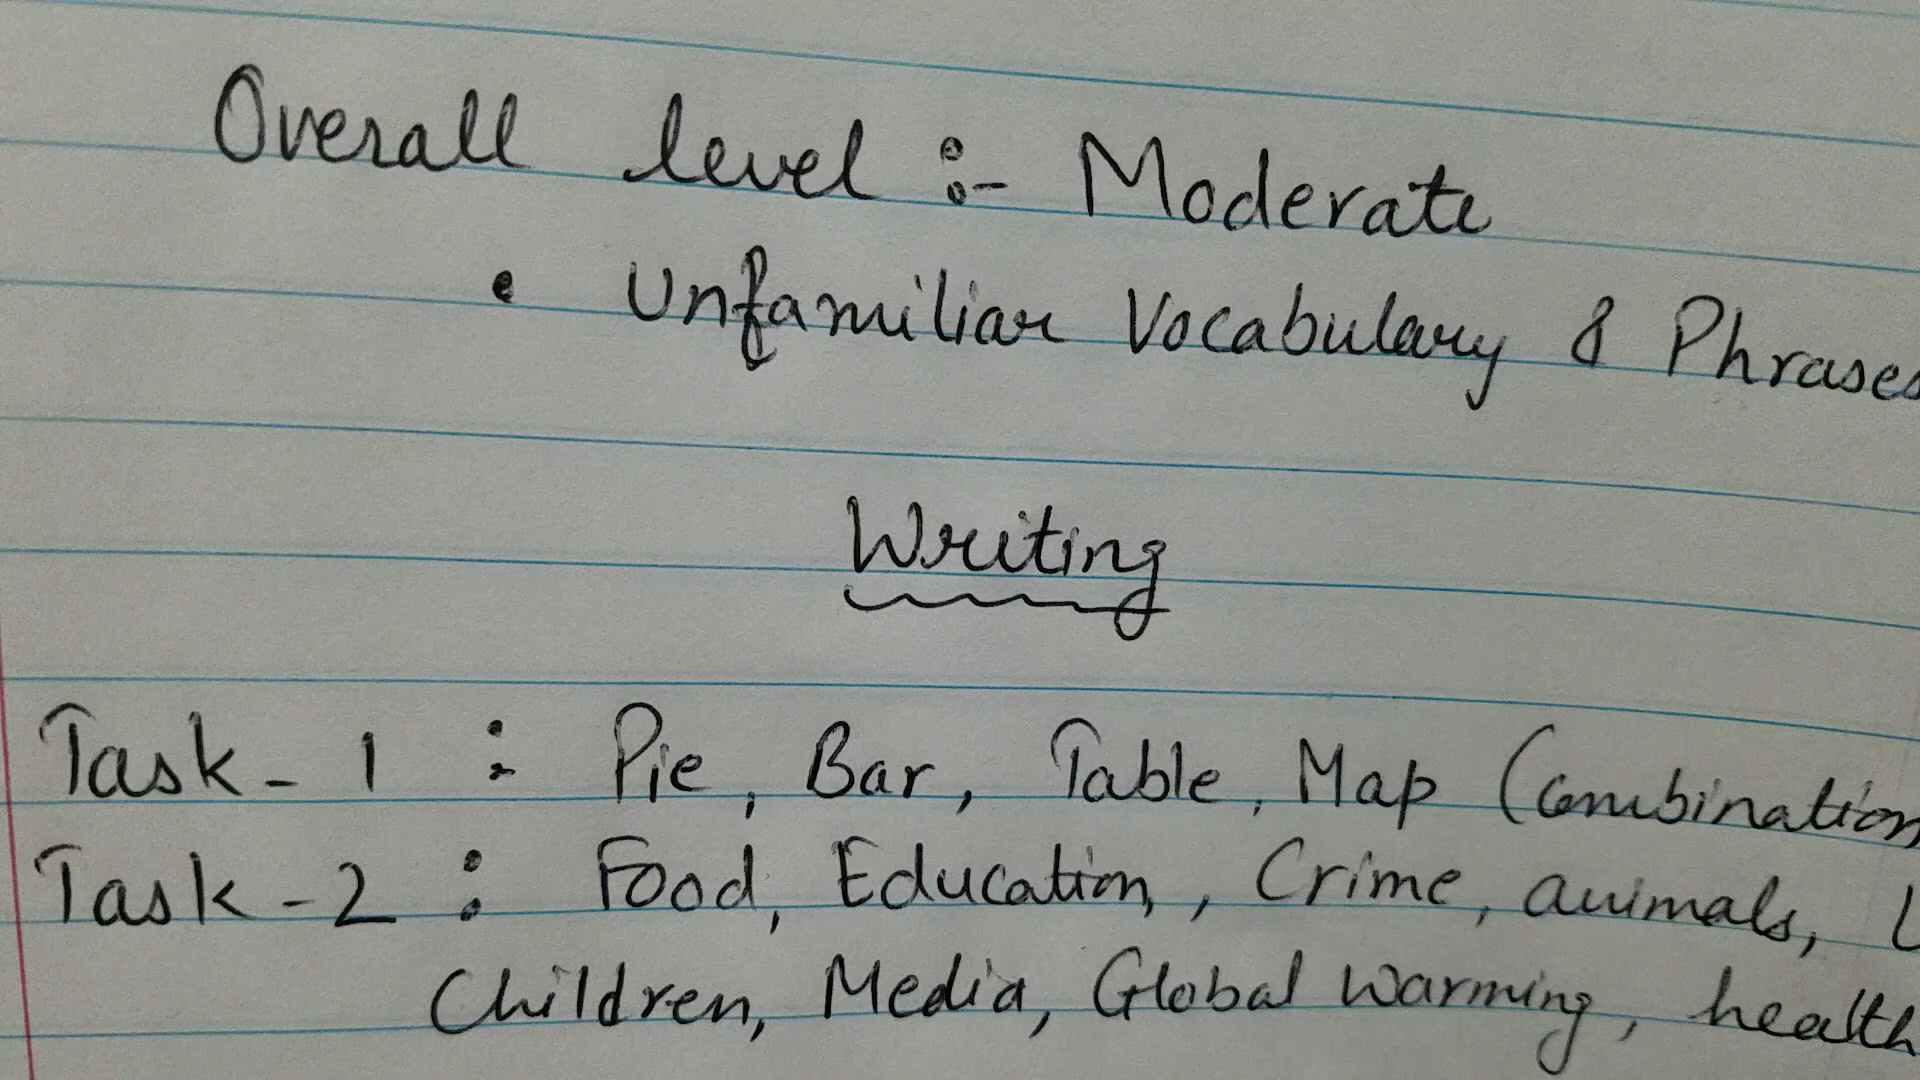 Overall level :- Moderate
• Unfamiliar Vocabulary & Phrases
Writing
Task-1 : Pie, Bar, Table, Map (Combination
Task-2 : Food, Education, , Crime, animals,
Children, Media, Global Warming, health